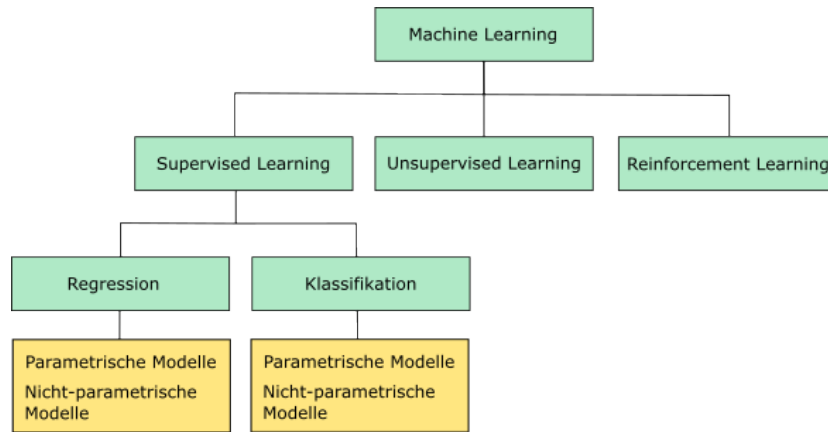 Machine Learning
Supervised Learning
Unsupervised Learning
Reinforcement Learning
Regression
Klassifikation
Parametrische Modelle
Nicht-parametrische
Modelle
Parametrische Modelle
Nicht-parametrische
Modelle